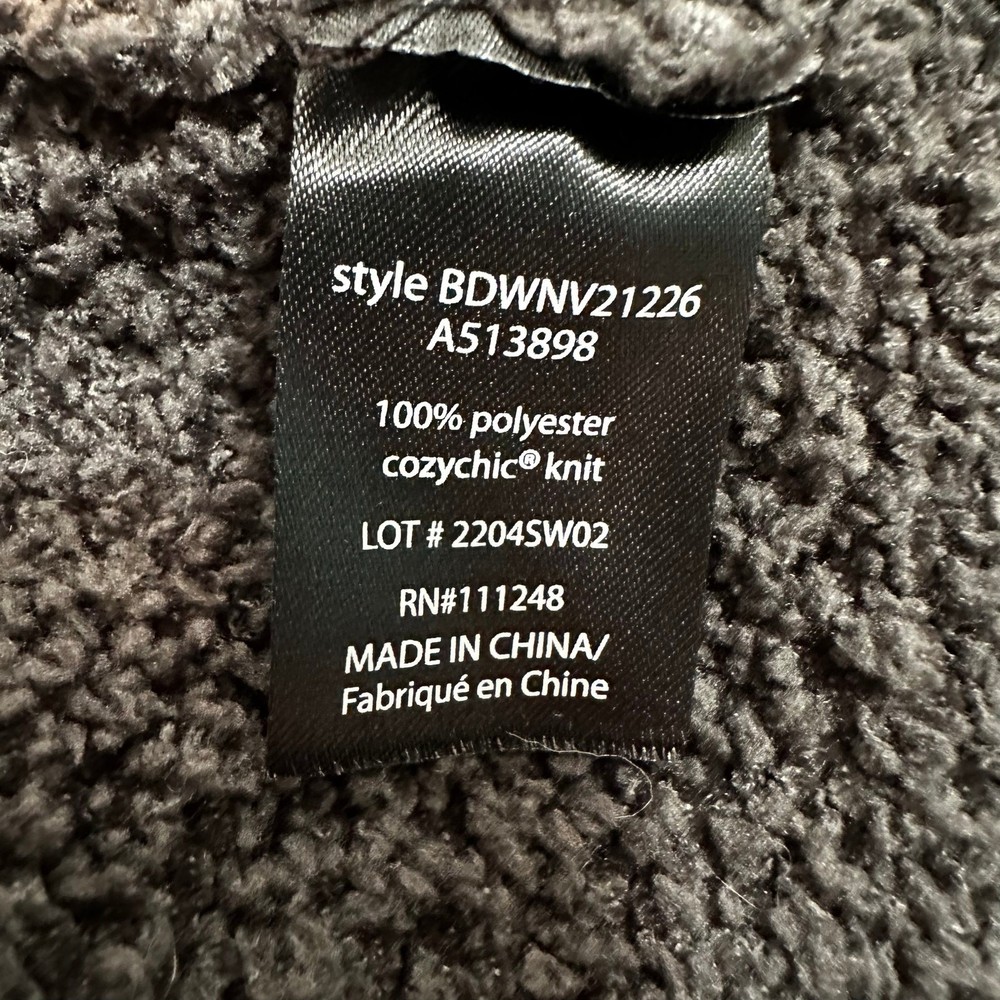 style BDWNV21226
A513898
100% polyester
cozychic® knit
LOT # 2204SW02
RN#111248
MADE IN CHINA/
Fabriqué en Chine